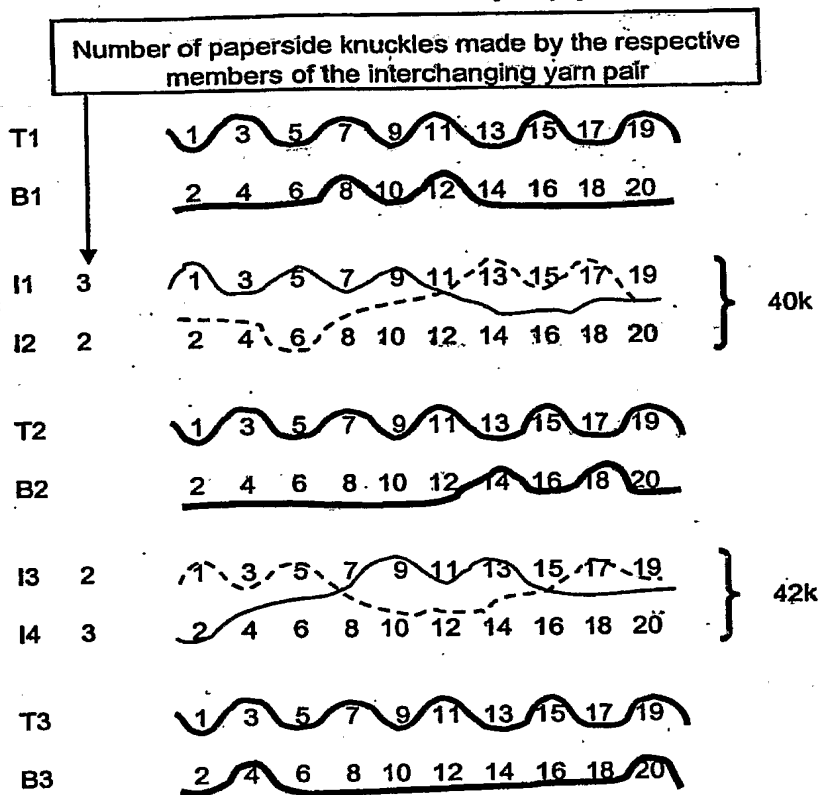 Number of paperside knuckles made by the respective
members of the interchanging yarn pair
T1 1 3 5 7 9 11 13 15 17 19
B1 2 4 6 8 10 12 14 16 18 20
I1 3 1 3 5 7 9 11 13 15 17 19
40k
I2 2 2 4 6 8 10 12 14 16 18 20
T2 1 3 5 7 9 11 13 15 17 19
B2 2 4 6 8 10 12 14 16 18 20
I3 2 1 3 5 7 9 11 13 15 17 19
42k
I4 3 2 4 6 8 10 12 14 16 18 20
T3 1 3 5 7 9 11 13 15 17 19
B3 2 4 6 8 10 12 14 16 18 20